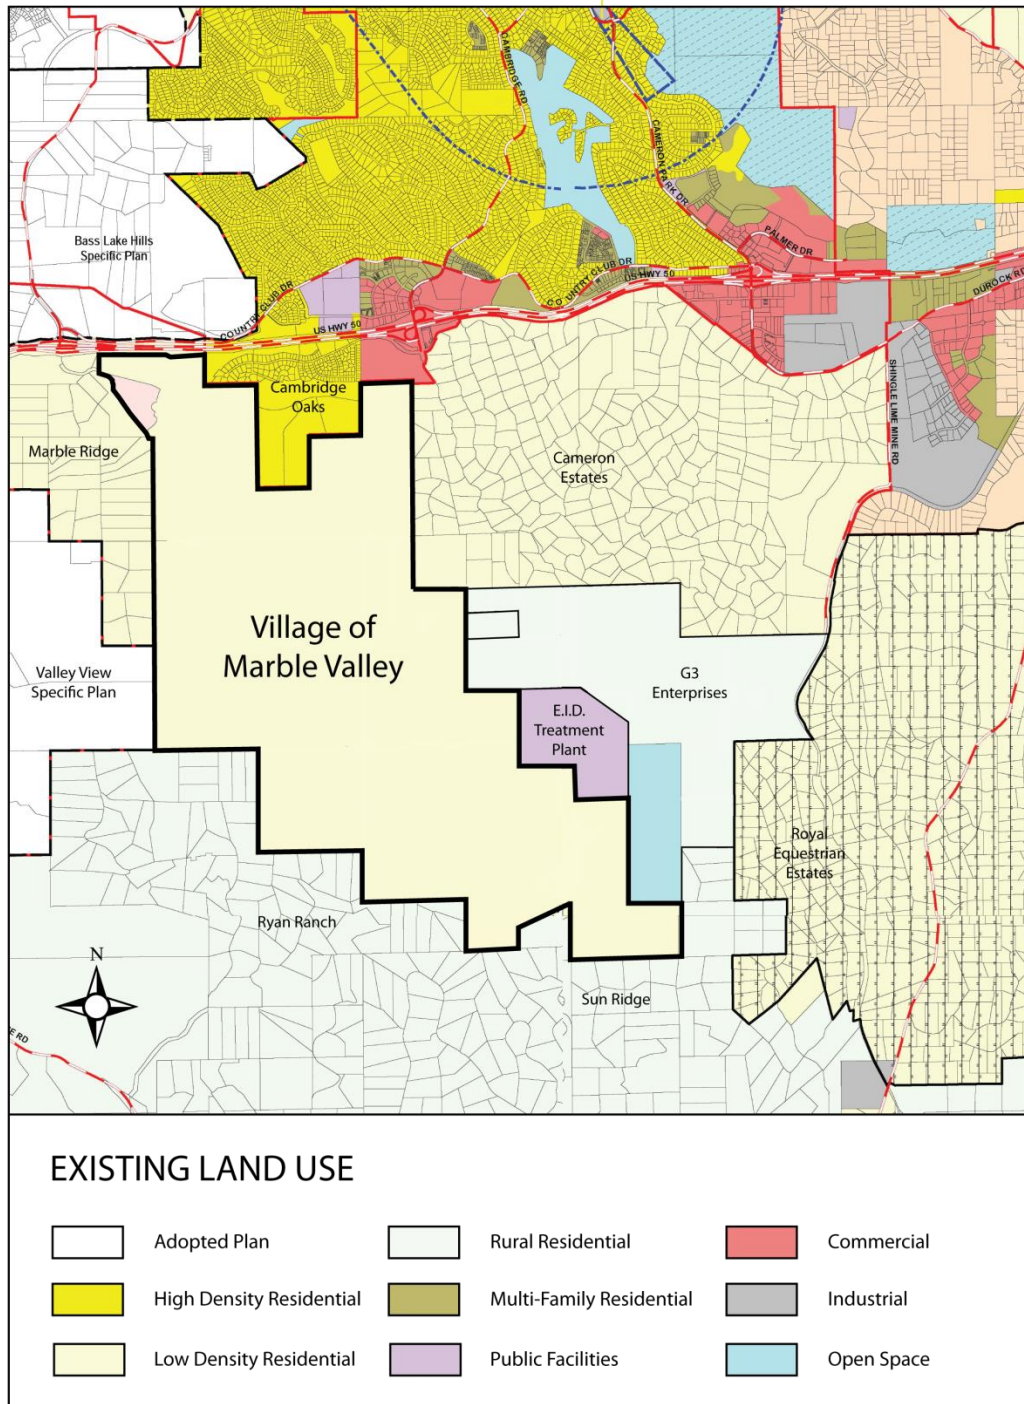 CAMBRIDGE RD
CAMERON PARK DR
Bass Lake Hills
Specific Plan
PALMER DR
COUNTRY CLUB DR
US HWY 50
COUNTRY CLUB DR
US HWY 50
DUROCK RD
SHINGLE LIME MINE RD
Cambridge
Oaks
Marble Ridge
Cameron
Estates
Village of
Marble Valley
Valley View
Specific Plan
G3
Enterprises
E.I.D.
Treatment
Plant
Royal
Equestrian
Estates
Ryan Ranch
N
Sun Ridge
E RD
EXISTING LAND USE
Adopted Plan
Rural Residential
Commercial
High Density Residential
Multi-Family Residential
Industrial
Low Density Residential
Public Facilities
Open Space